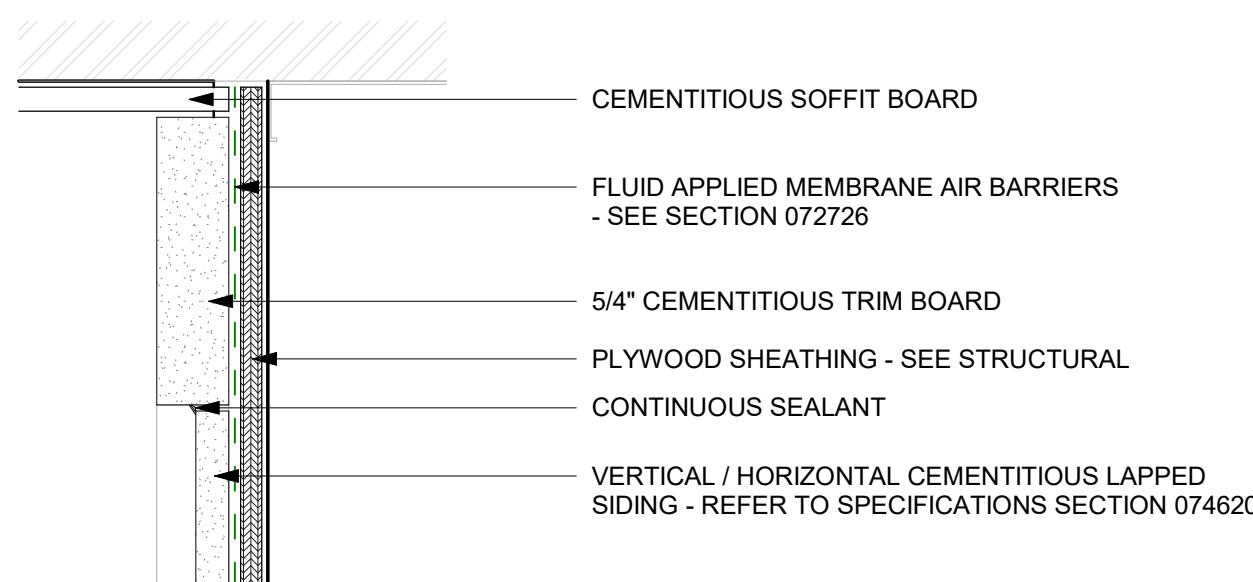 CEMENTITIOUS SOFFIT BOARD
FLUID APPLIED MEMBRANE AIR BARRIERS
- SEE SECTION 072726
5/4" CEMENTITIOUS TRIM BOARD
PLYWOOD SHEATHING - SEE STRUCTURAL
CONTINUOUS SEALANT
VERTICAL / HORIZONTAL CEMENTITIOUS LAPPED
SIDING - REFER TO SPECIFICATIONS SECTION 074620